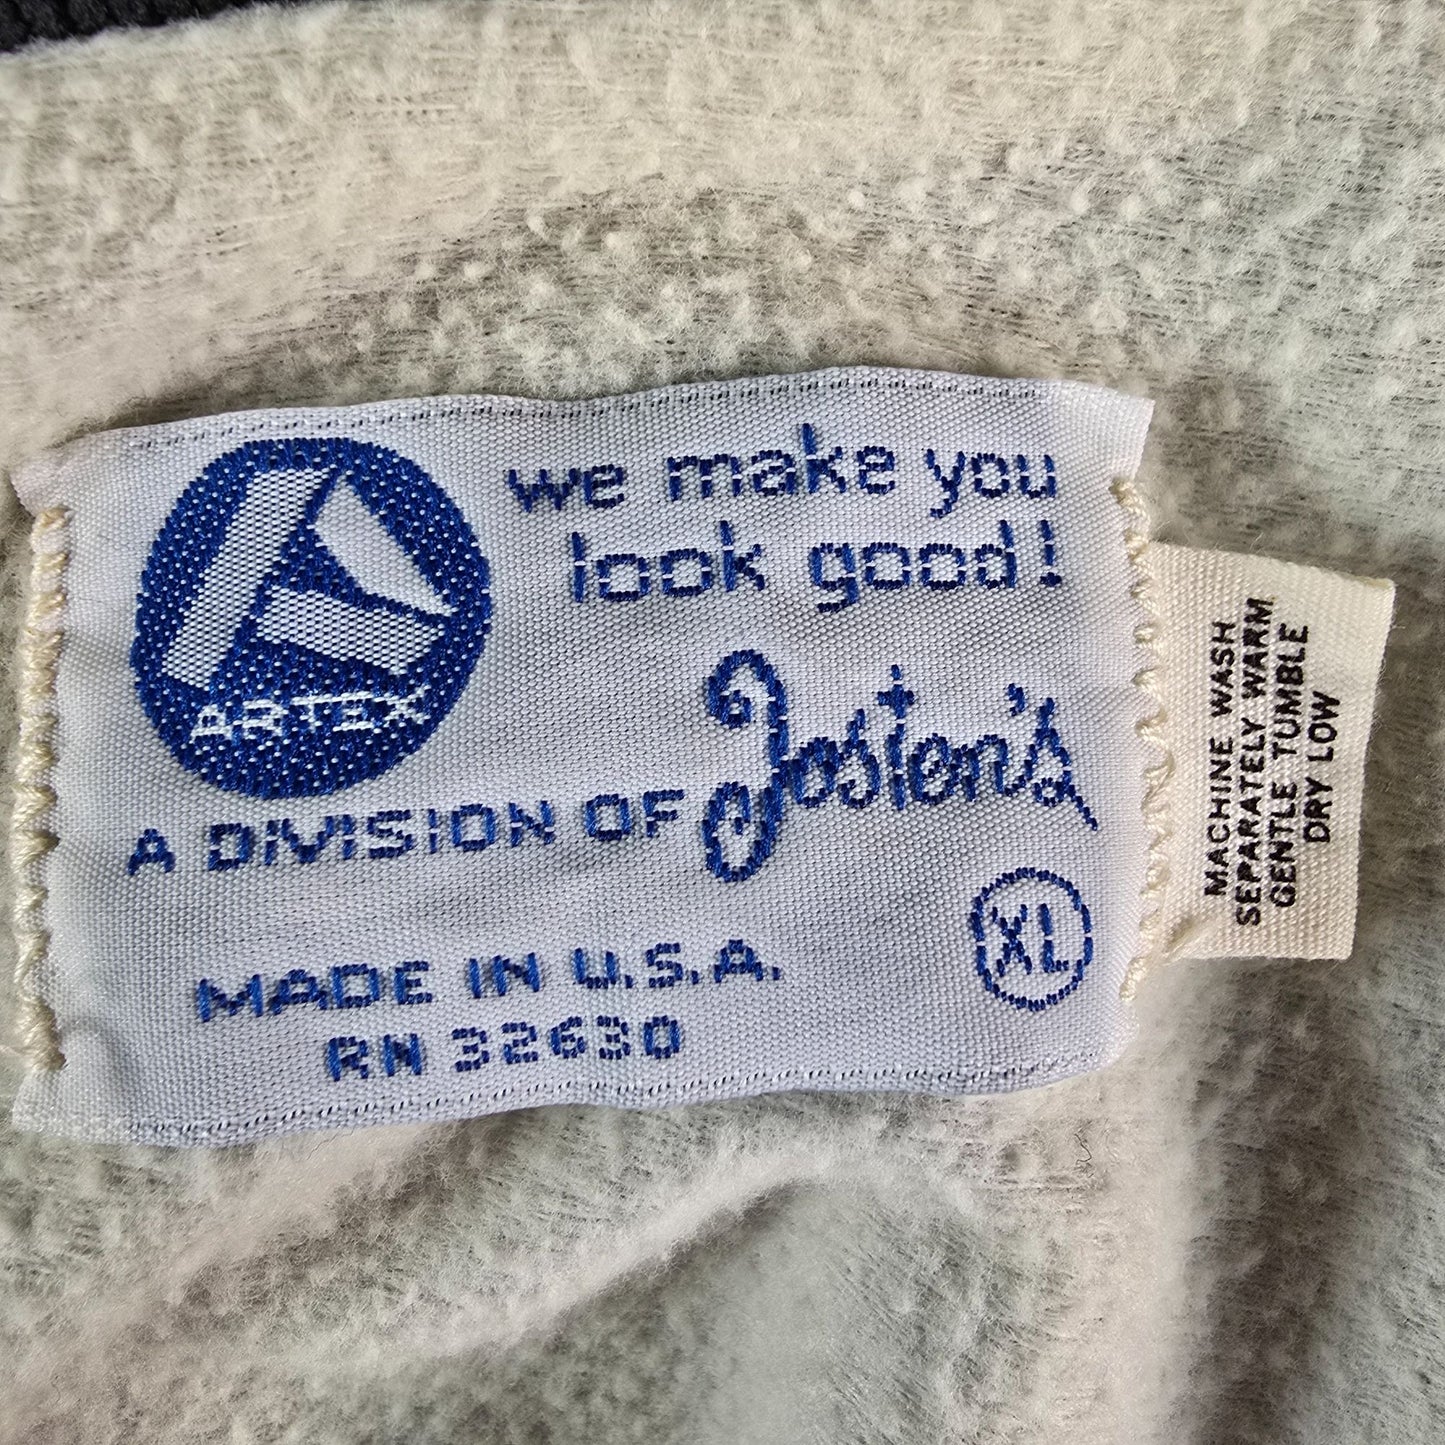 we make you
look good!
ARTEX
A DIVISION OF Josten's
XL
MADE IN U.S.A.
RN 32630
MACHINE WASH
SEPARATELY WARM
GENTLE TUMBLE
DRY LOW